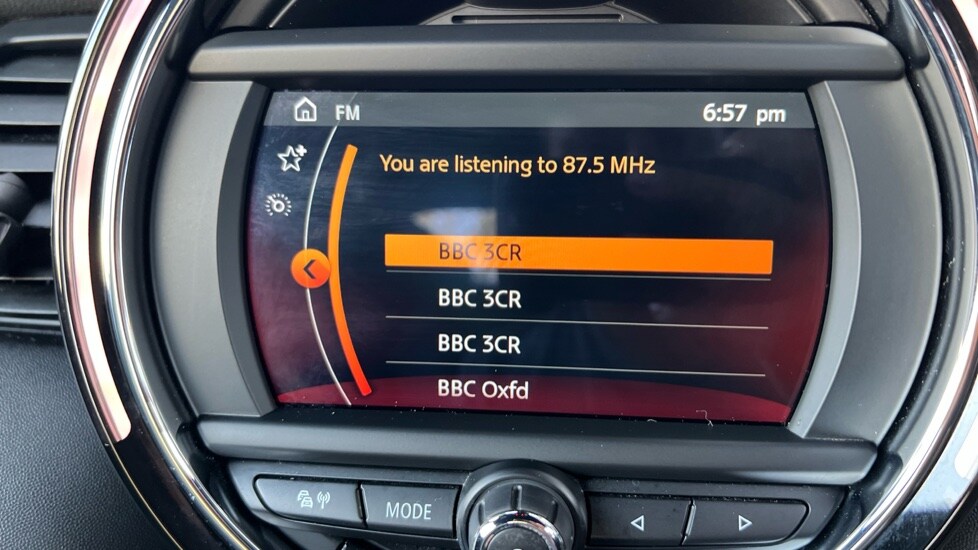 FM 6:57 pm
You are listening to 87.5 MHz
BBC 3CR
BBC 3CR
BBC 3CR
BBC Oxfd
MODE